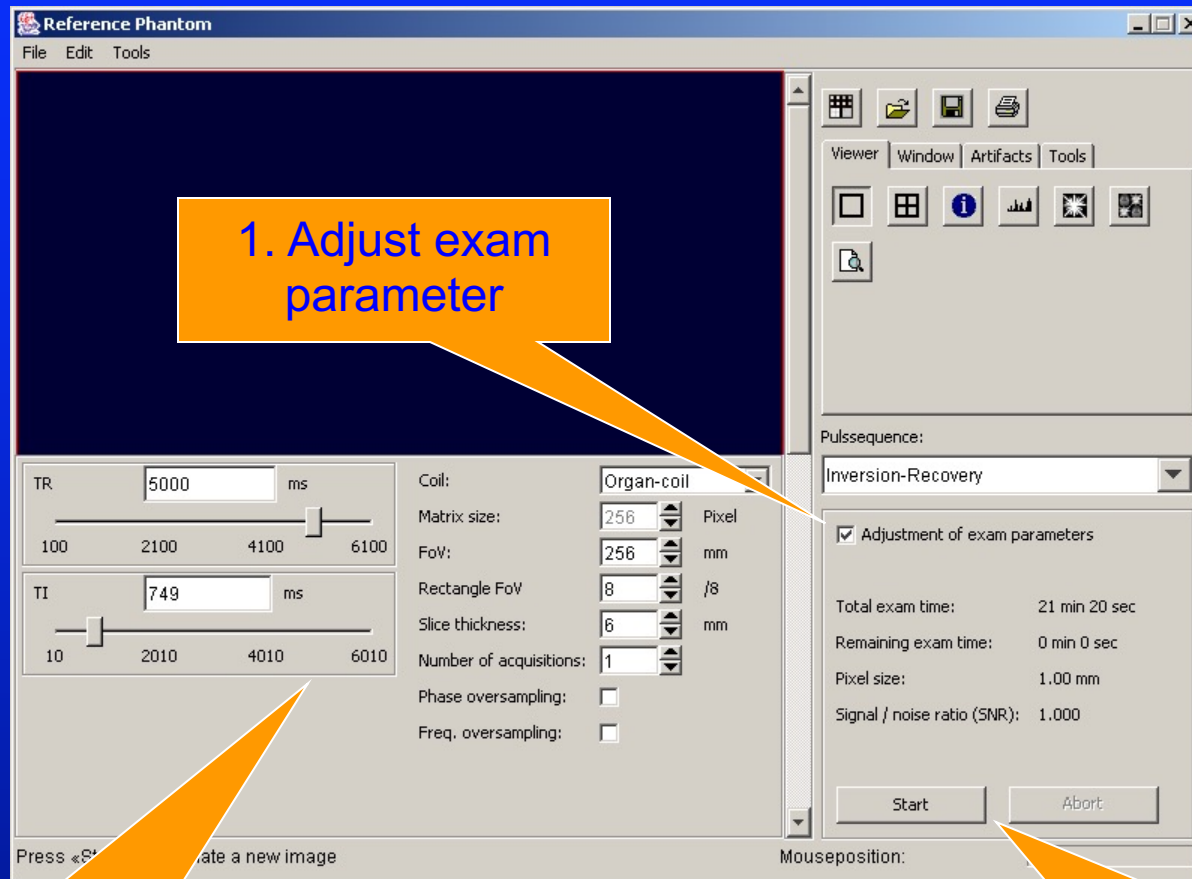 Reference Phantom
File Edit Tools
1. Adjust exam
parameter
Viewer Window Artifacts Tools
Pulssequence:
Inversion-Recovery
Adjustment of exam parameters
Total exam time: 21 min 20 sec
Remaining exam time: 0 min 0 sec
Pixel size: 1.00 mm
Signal / noise ratio (SNR): 1.000
Start Abort
TR 5000 ms
100 2100 4100 6100
TI 749 ms
10 2010 4010 6010
Coil: Organ-coil
Matrix size: 256 Pixel
FoV: 256 mm
Rectangle FoV 8 /8
Slice thickness: 6 mm
Number of acquisitions: 1
Phase oversampling:
Freq. oversampling:
Press a new image
Mouseposition: